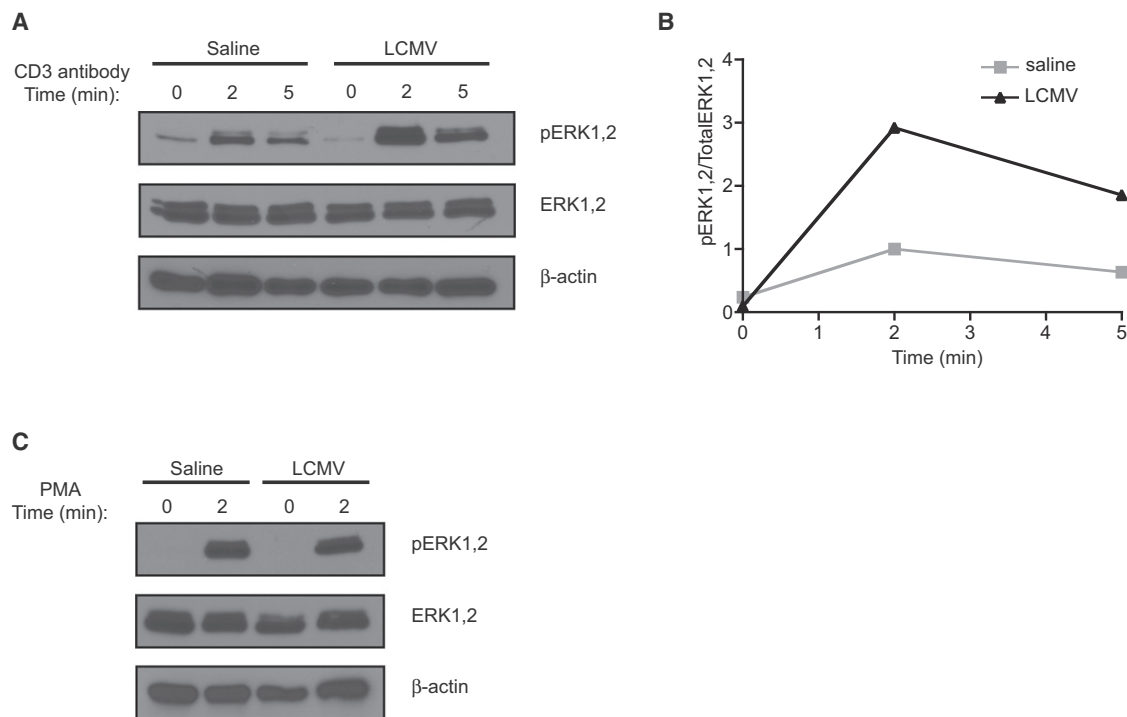 A
Saline LCMV
CD3 antibody
Time (min): 0 2 5 0 2 5
pERK1,2
ERK1,2
β-actin
B
pERK1,2/TotalERK1,2
4
3
2
1
0
0 1 2 3 4 5
Time (min)
saline
LCMV
C
Saline LCMV
PMA
Time (min): 0 2 0 2
pERK1,2
ERK1,2
β-actin